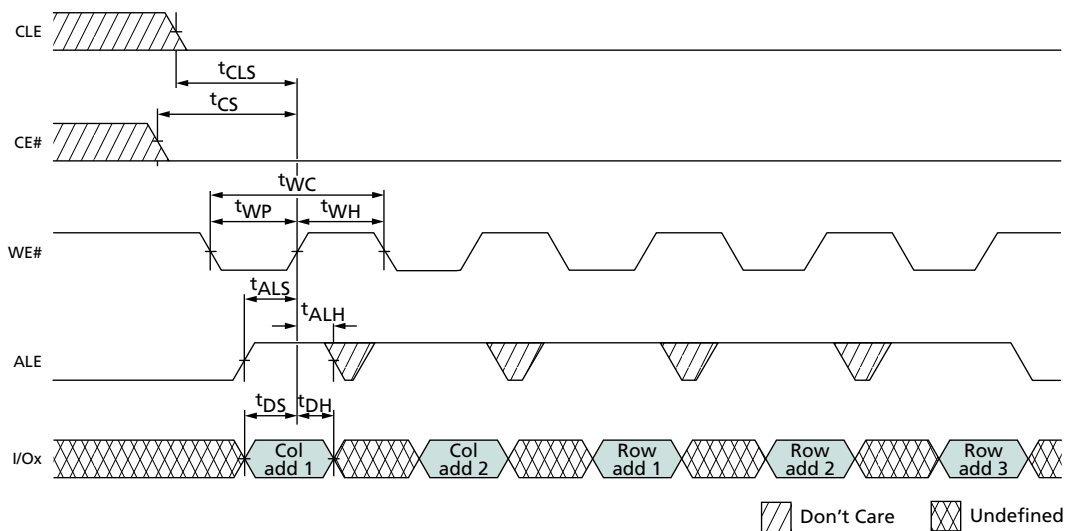 CLE
tCLS
tCS
CE#
tWC
tWP
tWH
WE#
tALS
tALH
ALE
tDS
tDH
I/Ox
Col add 1
Col add 2
Row add 1
Row add 2
Row add 3
Don't Care
Undefined